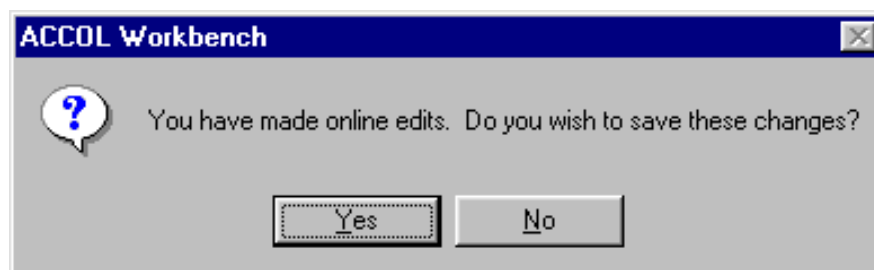 ACCOL Workbench
You have made online edits.  Do you wish to save these changes?
Yes
No